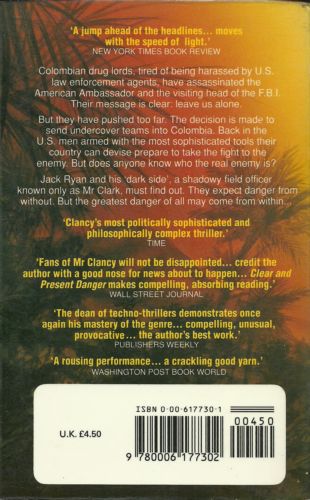 ‘A jump ahead of the headlines... moves
with the speed of light.’
NEW YORK TIMES BOOK REVIEW
Colombian drug lords, tired of being harassed by U.S.
law enforcement agents, have assassinated the
American Ambassador and the visiting head of the F.B.I.
Their message is clear: leave us alone.
But they have pushed too far. The decision is made to
send undercover teams into Colombia. Back in the
U.S. men armed with the most sophisticated tools their
country can devise prepare to take the fight to the
enemy. But does anyone know who the real enemy is?
Jack Ryan and his ‘dark side’, a shadowy field officer
known only as Mr Clark, must find out. They expect danger from
without. But the greatest danger of all may come from within...
‘Clancy’s most politically sophisticated and
philosophically complex thriller.’
TIME
‘Fans of Mr Clancy will not be disappointed... credit the
author with a good nose for news about to happen... Clear and
Present Danger makes compelling, absorbing reading.’
WALL STREET JOURNAL
‘The dean of techno-thrillers demonstrates once
again his mastery of the genre... compelling, unusual,
provocative... the author’s best work.’
PUBLISHERS WEEKLY
‘A rousing performance... a crackling good yarn.’
WASHINGTON POST BOOK WORLD
U.K. £4.50
ISBN 0-00-617730-1
00450
9 780006 177302